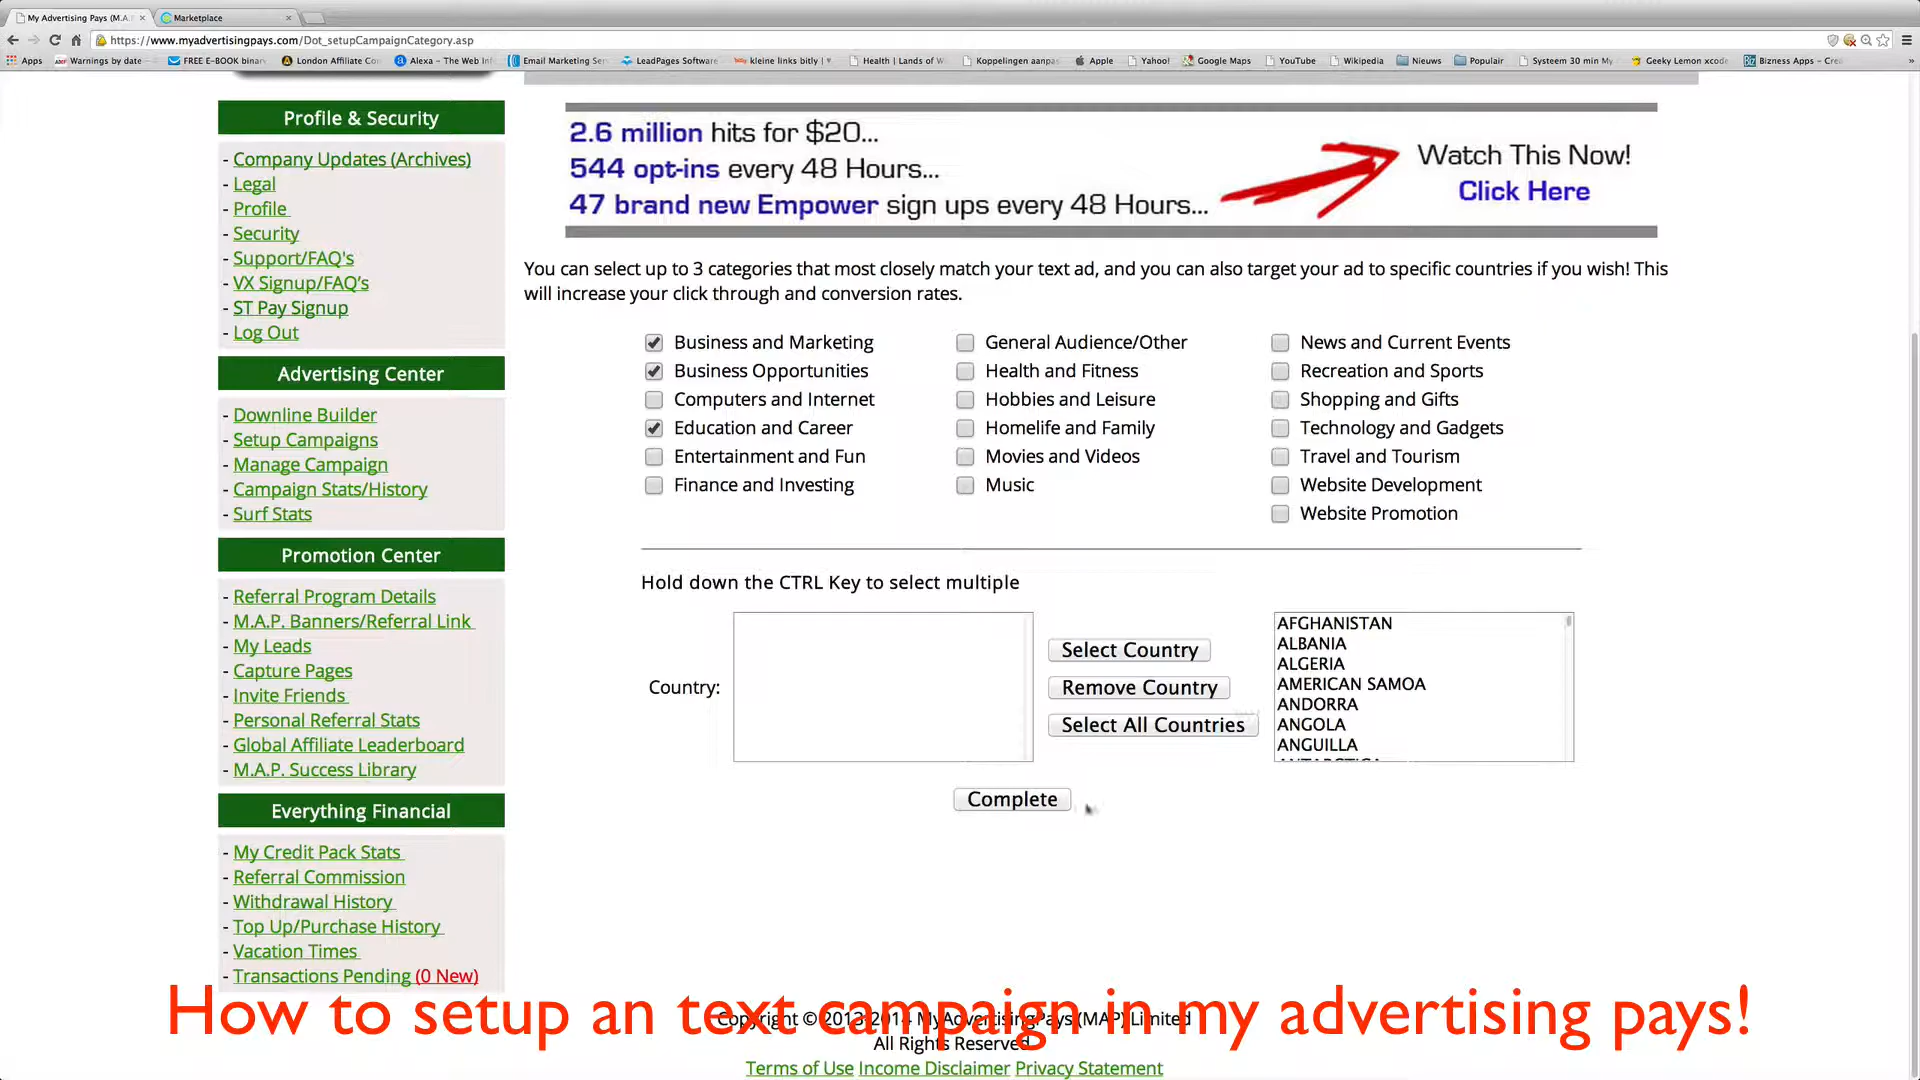 My Advertising Pays (M.A.
Marketplace
https://www.myadvertisingpays.com/Dot_setupCampaignCategory.asp
Apps Warnings by date FREE E-BOOK binar London Affiliate Co Alexa - The Web Inf Email Marketing Ser LeadPages Software kleine links bitly | Health | Lands of W Koppelingen aanpas Apple Yahoo! Google Maps YouTube Wikipedia Nieuws Populair Systeem 30 min My Geeky Lemon xcode Bizness Apps - Crea
Profile & Security
- Company Updates (Archives)
- Legal
- Profile
- Security
- Support/FAQ's
- VX Signup/FAQ’s
- ST Pay Signup
- Log Out
Advertising Center
- Downline Builder
- Setup Campaigns
- Manage Campaign
- Campaign Stats/History
- Surf Stats
Promotion Center
- Referral Program Details
- M.A.P. Banners/Referral Link
- My Leads
- Capture Pages
- Invite Friends
- Personal Referral Stats
- Global Affiliate Leaderboard
- M.A.P. Success Library
Everything Financial
- My Credit Pack Stats
- Referral Commission
- Withdrawal History
- Top Up/Purchase History
- Vacation Times
- Transactions Pending (0 New)
2.6 million hits for $20...
544 opt-ins every 48 Hours...
47 brand new Empower sign ups every 48 Hours...
Watch This Now!
Click Here
You can select up to 3 categories that most closely match your text ad, and you can also target your ad to specific countries if you wish! This
will increase your click through and conversion rates.
Business and Marketing General Audience/Other News and Current Events
Business Opportunities Health and Fitness Recreation and Sports
Computers and Internet Hobbies and Leisure Shopping and Gifts
Education and Career Homelife and Family Technology and Gadgets
Entertainment and Fun Movies and Videos Travel and Tourism
Finance and Investing Music Website Development
Website Promotion
Hold down the CTRL Key to select multiple
Country:
Select Country
Remove Country
Select All Countries
AFGHANISTAN
ALBANIA
ALGERIA
AMERICAN SAMOA
ANDORRA
ANGOLA
ANGUILLA
ANTARCTICA
Complete
How to setup an text campaign in my advertising pays!
Copyright © 2013-2014 MyAdvertisingPays (MAP) Limited
All Rights Reserved
Terms of Use Income Disclaimer Privacy Statement